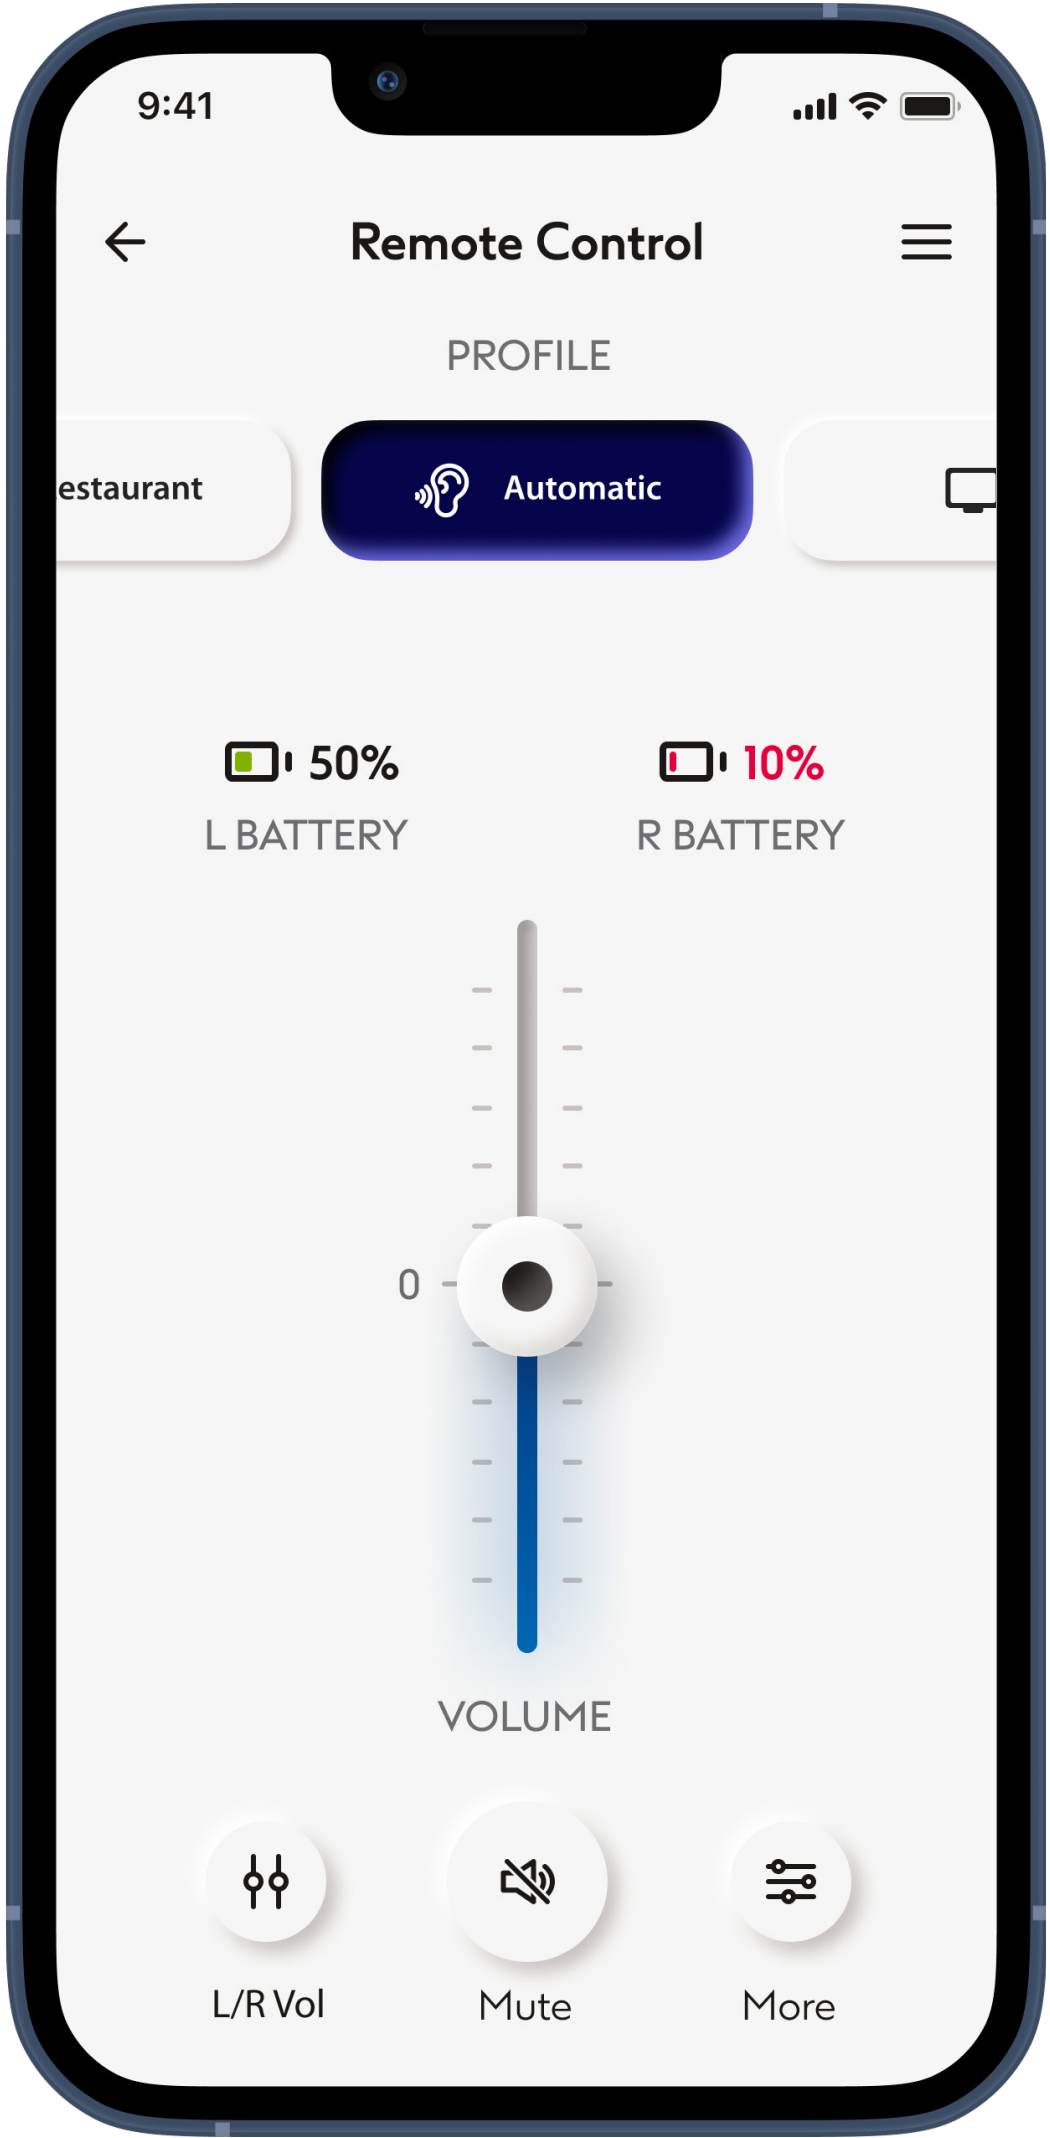 9:41
Remote Control
PROFILE
estaurant
Automatic
50%
10%
L BATTERY
R BATTERY
0
VOLUME
L/R Vol
Mute
More